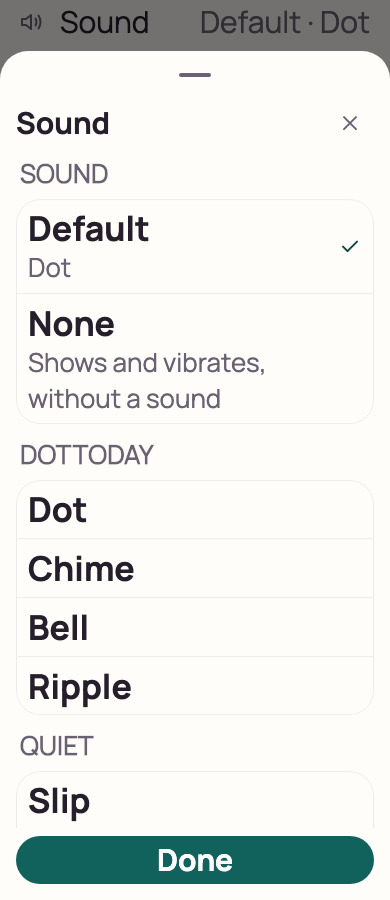 Sound Default · Dot
Sound
SOUND
Default
Dot
None
Shows and vibrates,
without a sound
DOTTODAY
Dot
Chime
Bell
Ripple
QUIET
Slip
Done